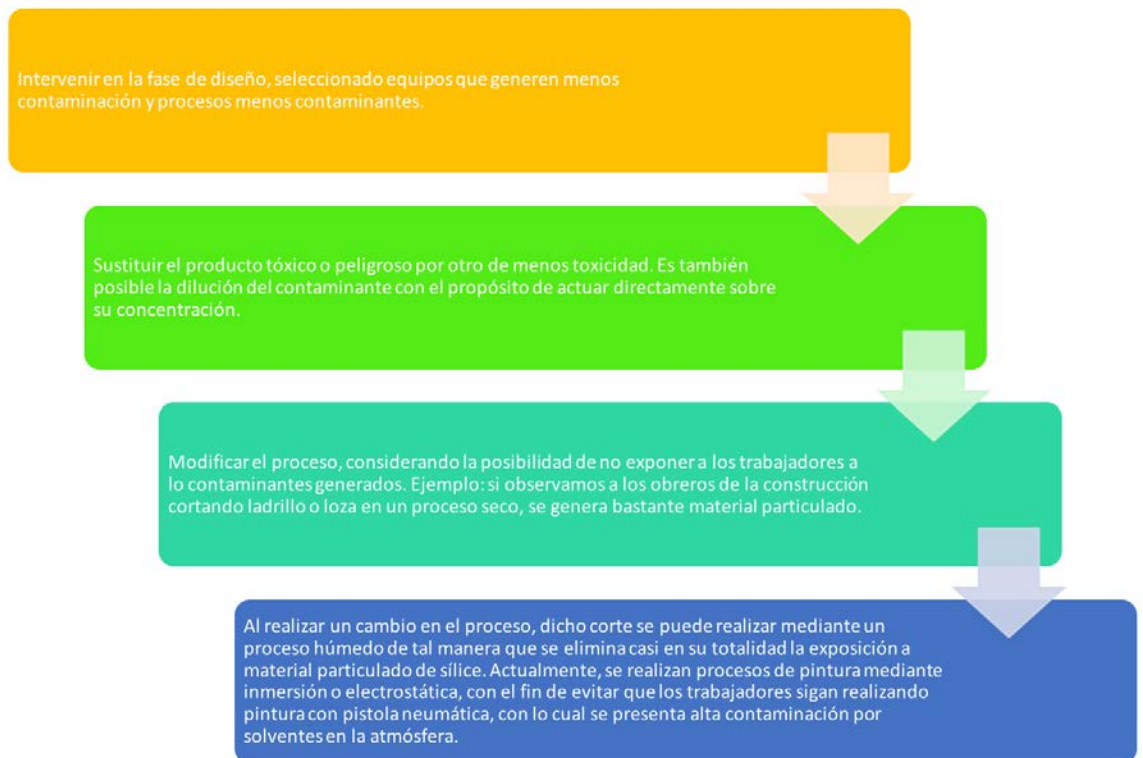 Intervenir en la fase de diseño, seleccionado equipos que generen menos
contaminación y procesos menos contaminantes.
Sustituir el producto tóxico o peligroso por otro de menos toxicidad. Es también
posible la dilución del contaminante con el propósito de actuar directamente sobre
su concentración.
Modificar el proceso, considerando la posibilidad de no exponer a los trabajadores a
lo contaminantes generados. Ejemplo: si observamos a los obreros de la construcción
cortando ladrillo o loza en un proceso seco, se genera bastante material particulado.
Al realizar un cambio en el proceso, dicho corte se puede realizar mediante un
proceso húmedo de tal manera que se elimina casi en su totalidad la exposición a
material particulado de sílice. Actualmente, se realizan procesos de pintura mediante
inmersión o electrostática, con el fin de evitar que los trabajadores sigan realizando
pintura con pistola neumática, con lo cual se presenta alta contaminación por
solventes en la atmósfera.